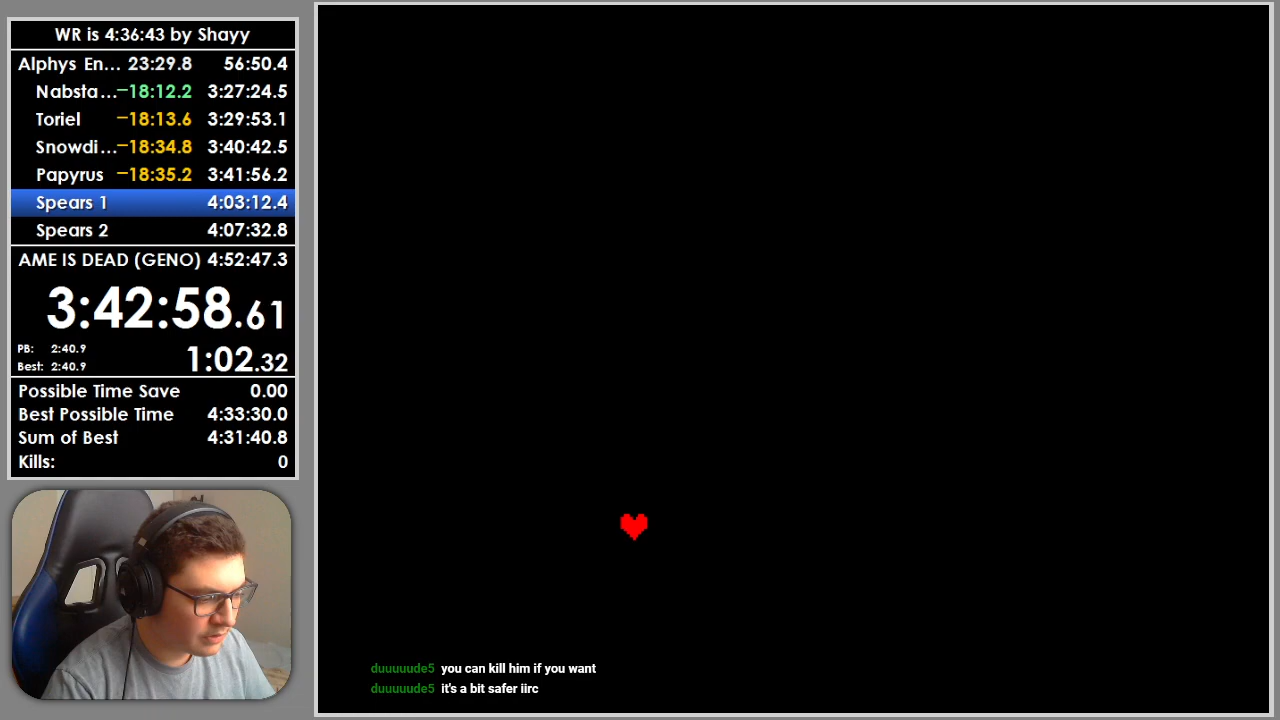 WR is 4:36:43 by Shayy
Alphys En... 23:29.8 56:50.4
Nabsta... −18:12.2 3:27:24.5
Toriel −18:13.6 3:29:53.1
Snowdi... −18:34.8 3:40:42.5
Papyrus −18:35.2 3:41:56.2
Spears 1 4:03:12.4
Spears 2 4:07:32.8
AME IS DEAD (GENO) 4:52:47.3
3:42:58.61
PB: 2:40.9
Best: 2:40.9
1:02.32
Possible Time Save 0.00
Best Possible Time 4:33:30.0
Sum of Best 4:31:40.8
Kills: 0
duuuuude5 you can kill him if you want
duuuuude5 it's a bit safer iirc